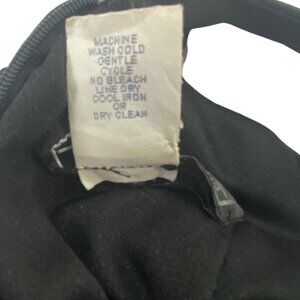 MACHINE
WASH COLD
GENTLE
CYCLE
NO BLEACH
LINE DRY
COOL IRON
OR
DRY CLEAN